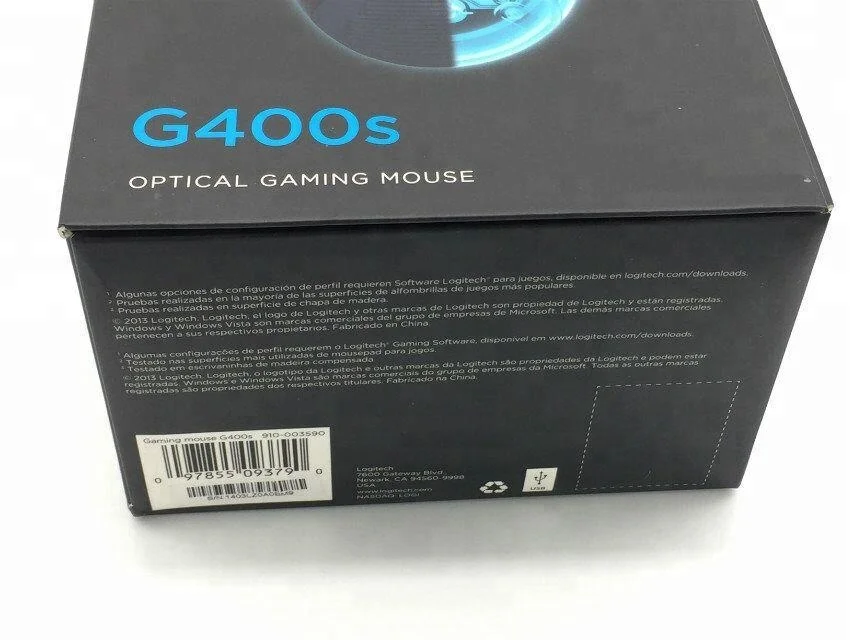 G400s
OPTICAL GAMING MOUSE
¹ Algunas opciones de configuración de perfil requieren Software Logitech® para juegos, disponible en logitech.com/downloads.
² Pruebas realizadas en la mayoría de las superficies de alfombrillas de juegos más populares.
³ Pruebas realizadas en superficie de chapa de madera.
© 2013 Logitech. Logitech, el logo de Logitech y otras marcas de Logitech son propiedad de Logitech y están registradas.
Windows y Windows Vista son marcas comerciales del grupo de empresas de Microsoft. Las demás marcas comerciales
pertenecen a sus respectivos propietarios. Fabricado en China.
¹ Algumas configurações de perfil requerem o Logitech® Gaming Software, disponível em www.logitech.com/downloads.
² Testado nas superfícies mais utilizadas de mousepad para jogos.
³ Testado em escrivaninhas de madeira compensada
© 2013 Logitech. Logitech, o logotipo da Logitech e outras marcas da Logitech são propriedades da Logitech e podem estar
registradas. Windows e Windows Vista são marcas comerciais do grupo de empresas da Microsoft. Todas as outras marcas
registradas são propriedades dos respectivos titulares. Fabricado na China.
Gaming mouse G400s 910-003590
0 97855 09379 0
S/N 1403LZ0A0BM9
Logitech
7600 Gateway Blvd.,
Newark, CA 94560-9998
USA
www.logitech.com
NASDAQ: LOGI
USB